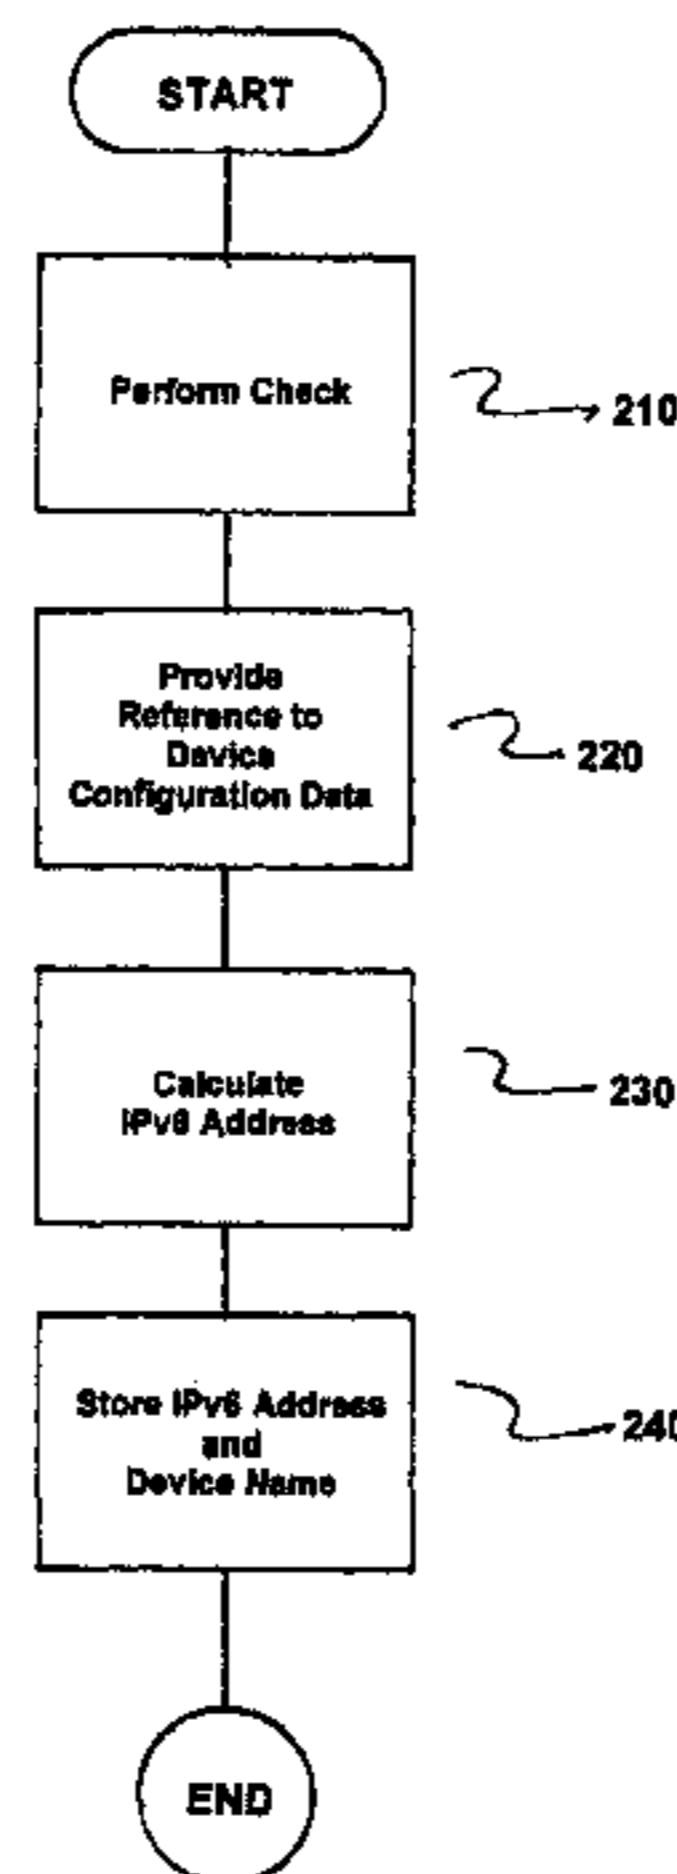 START
Perform Check
210
Provide
Reference to
Device
Configuration Data
220
Calculate
IPv6 Address
230
Store IPv6 Address
and
Device Name
240
END